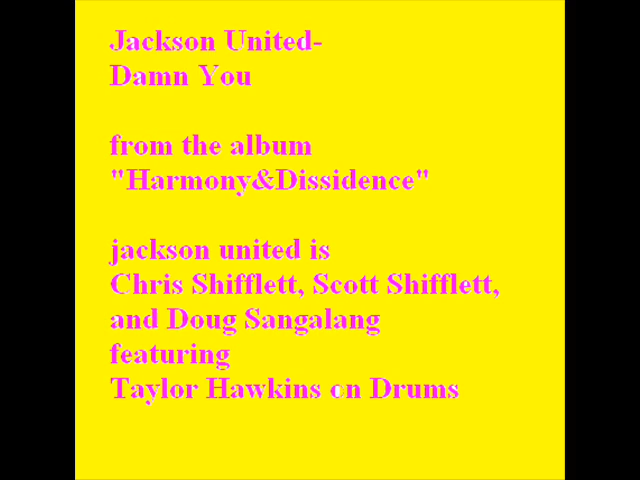 Jackson United-
Damn You
from the album
"Harmony&Dissidence"
jackson united is
Chris Shifflett, Scott Shifflett,
and Doug Sangalang
featuring
Taylor Hawkins on Drums